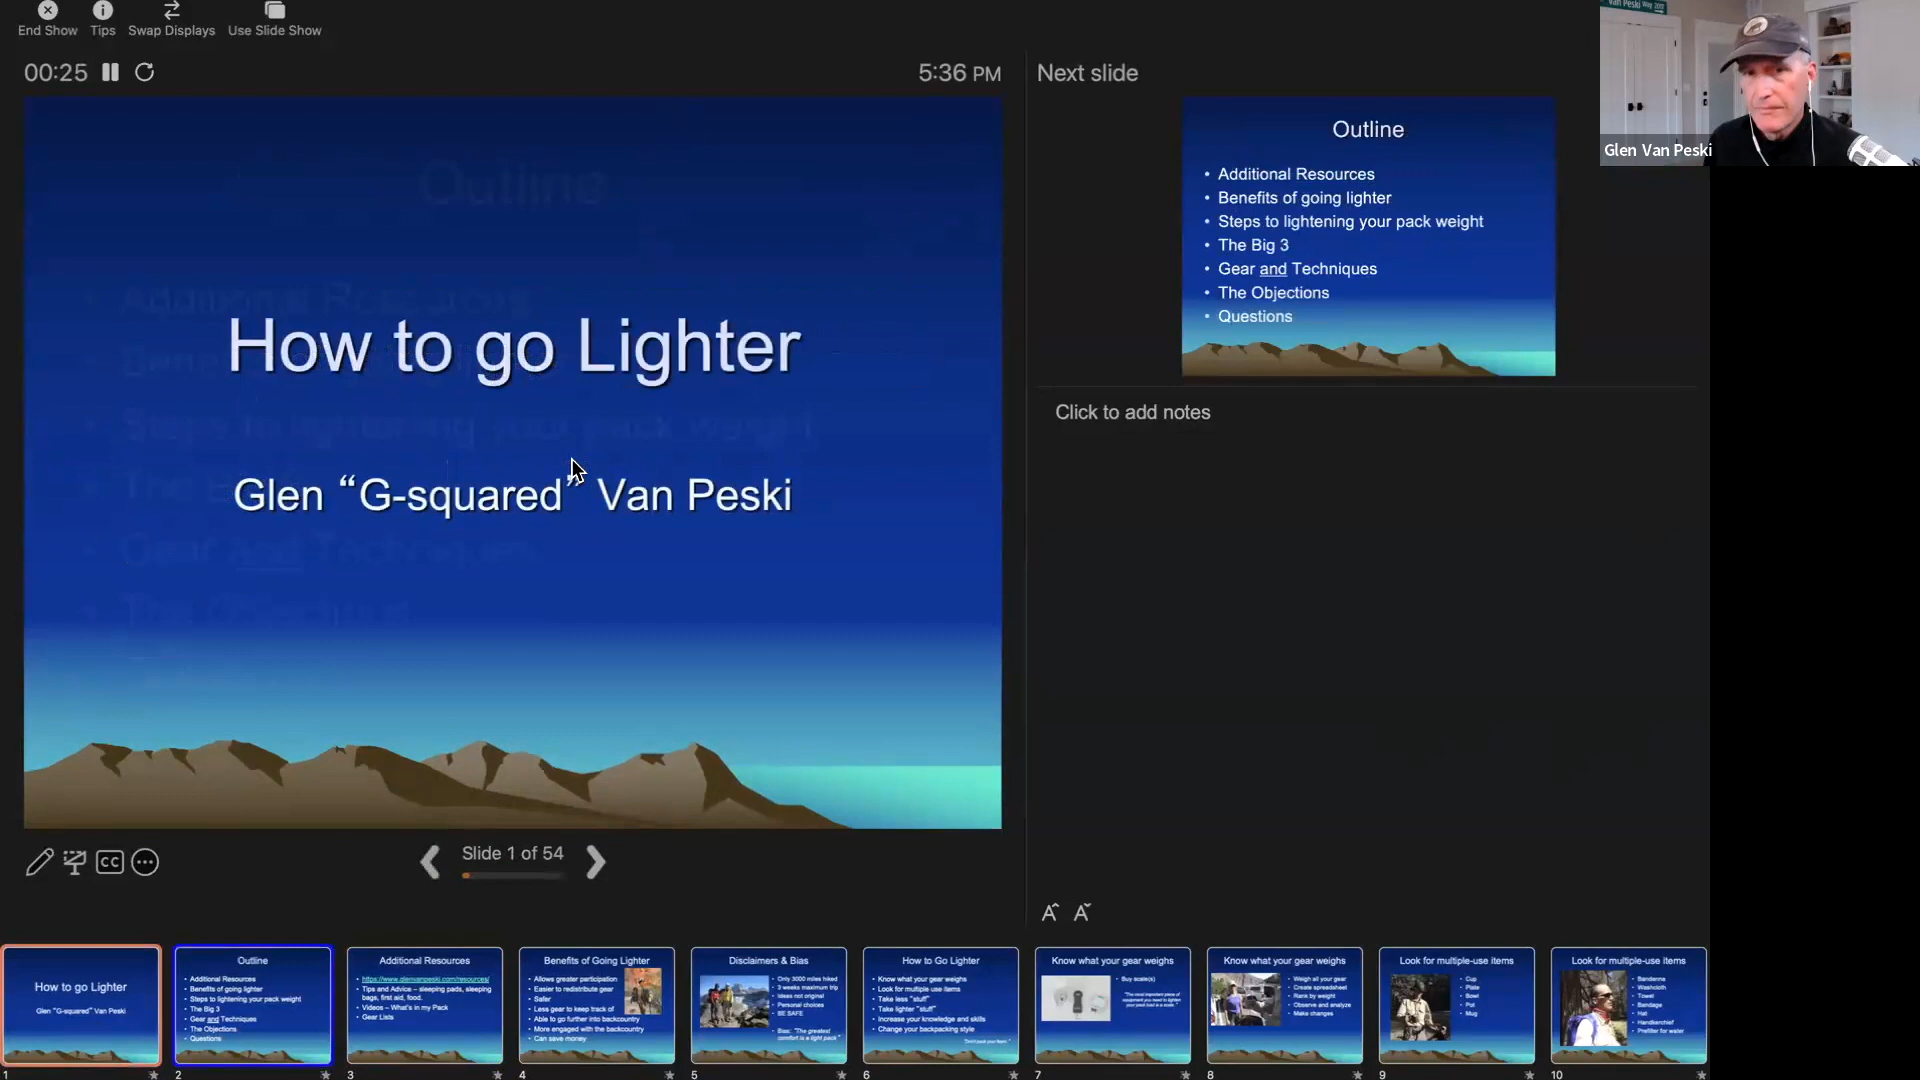 End Show
Tips
Swap Displays
Use Slide Show
00:25
5:36 PM
Next slide
How to go Lighter
Glen “G-squared” Van Peski
Outline
• Additional Resources
• Benefits of going lighter
• Steps to lightening your pack weight
• The Big 3
• Gear and Techniques
• The Objections
• Questions
Click to add notes
Van Peski Way
Glen Van Peski
CC
Slide 1 of 54
How to go Lighter
Glen “G-squared” Van Peski
1
Outline
• Additional Resources
• Benefits of going lighter
• Steps to lightening your pack weight
• The Big 3
• Gear and Techniques
• The Objections
• Questions
2
Additional Resources
• https://www.glenvanpeski.com/resources/
• Tips and Advice – sleeping pads, sleeping
bags, first aid, food.
• Videos – What's in my Pack
• Gear Lists
3
Benefits of Going Lighter
• Allows greater participation
• Easier to redistribute gear
• Safer
• Less gear to keep track of
• Able to go further into backcountry
• More engaged with the backcountry
• Can save money
4
Disclaimers & Bias
• Only 3000 miles hiked
• 3 weeks maximum trip
• Ideas not original
• Personal choices
• BE SAFE
• Bias: "The greatest
comfort is a light pack"
5
How to Go Lighter
• Know what your gear weighs
• Look for multiple use items
• Take less "stuff"
• Take lighter "stuff"
• Increase your knowledge and skills
• Change your backpacking style
"Don't pack your fears."
6
Know what your gear weighs
• Buy scale(s)
"The most important piece of
equipment you need to lighten
your pack load is a scale."
7
Know what your gear weighs
• Weigh all your gear
• Create spreadsheet
• Rank by weight
• Observe and analyze
• Make changes
8
Look for multiple-use items
• Cup
• Plate
• Bowl
• Pot
• Mug
9
Look for multiple-use items
• Bandanna
• Washcloth
• Towel
• Bandage
• Hat
• Handkerchief
• Prefilter for water
10